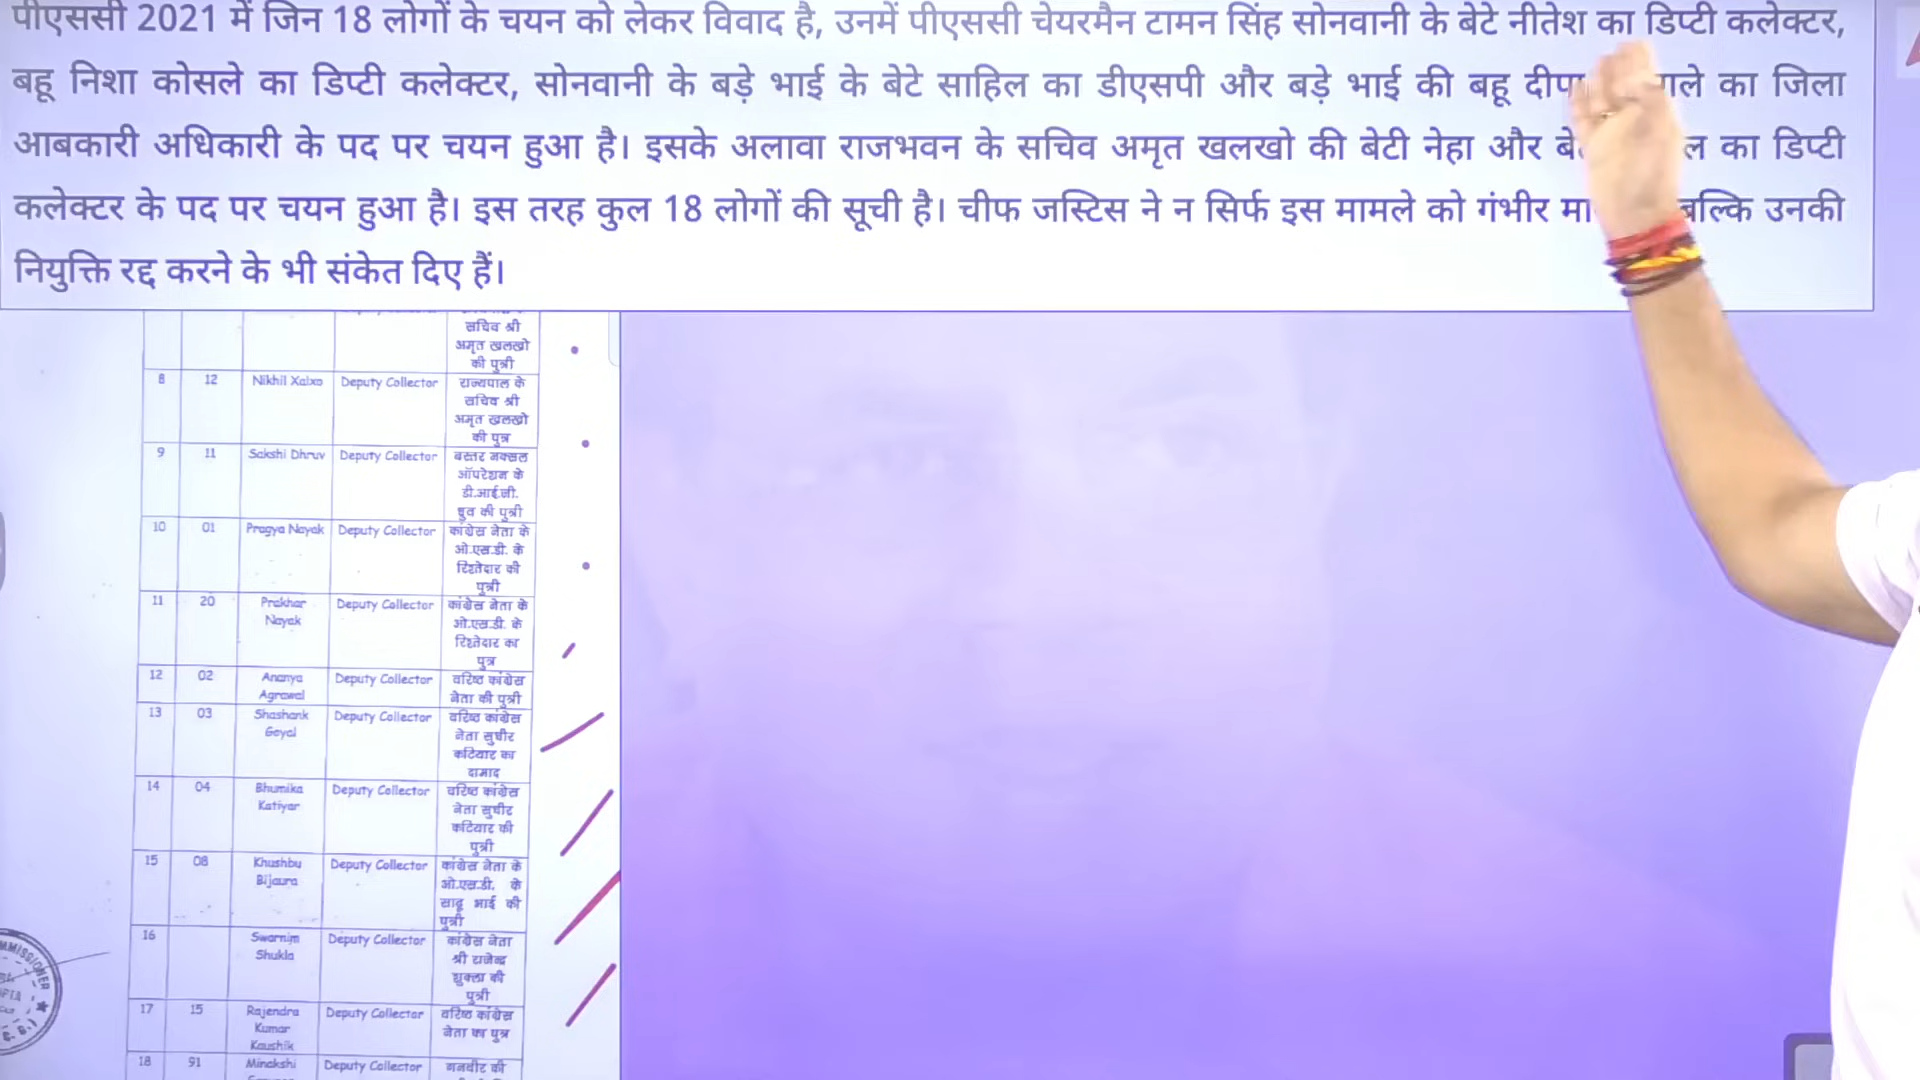 पीएससी 2021 में जिन 18 लोगों के चयन को लेकर विवाद है, उनमें पीएससी चेयरमैन टामन सिंह सोनवानी के बेटे नीतेश का डिप्टी कलेक्टर,
बहू निशा कोसले का डिप्टी कलेक्टर, सोनवानी के बड़े भाई के बेटे साहिल का डीएसपी और बड़े भाई की बहू का जिला
आबकारी अधिकारी के पद पर चयन हुआ है। इसके अलावा राजभवन के सचिव अमृत खलखो की बेटी नेहा और का डिप्टी
कलेक्टर के पद पर चयन हुआ है। इस तरह कुल 18 लोगों की सूची है। चीफ जस्टिस ने न सिर्फ इस मामले को गंभीर उनकी
नियुक्ति रद्द करने के भी संकेत दिए हैं।
सचिव श्री
अमृत खलखो
की पुत्री
8 12 Nikhil Xalxo Deputy Collector राज्यपाल के
सचिव श्री
अमृत खलखो
की पुत्र
9 11 Sakshi Dhruv Deputy Collector बस्तर नक्सल
ऑपरेशन के
डी.आई.जी.
ध्रुव की पुत्री
10 01 Pragya Nayak Deputy Collector कांग्रेस नेता के
ओ.एस.डी. के
रिश्तेदार की
पुत्री
11 20 Prakhar Deputy Collector कांग्रेस नेता के
Nayak ओ.एस.डी. के
रिश्तेदार का
पुत्र
12 02 Ananya Deputy Collector वरिष्ठ कांग्रेस
Agrawal नेता की पुत्री
13 03 Shashank Deputy Collector वरिष्ठ कांग्रेस
Goyal नेता सुधीर
कटियार का
दामाद
14 04 Bhumika Deputy Collector वरिष्ठ कांग्रेस
Katiyar नेता सुधीर
कटियार की
पुत्री
15 08 Khushbu Deputy Collector कांग्रेस नेता के
Bijaura ओ.एस.डी. के
साढू भाई की
पुत्री
16 Swarnim Deputy Collector कांग्रेस नेता
Shukla श्री राजेन्द्र
शुक्ला की
पुत्री
17 15 Rajendra Deputy Collector वरिष्ठ कांग्रेस
Kumar नेता का पुत्र
Kaushik
18 91 Minakshi Deputy Collector गनवीर की